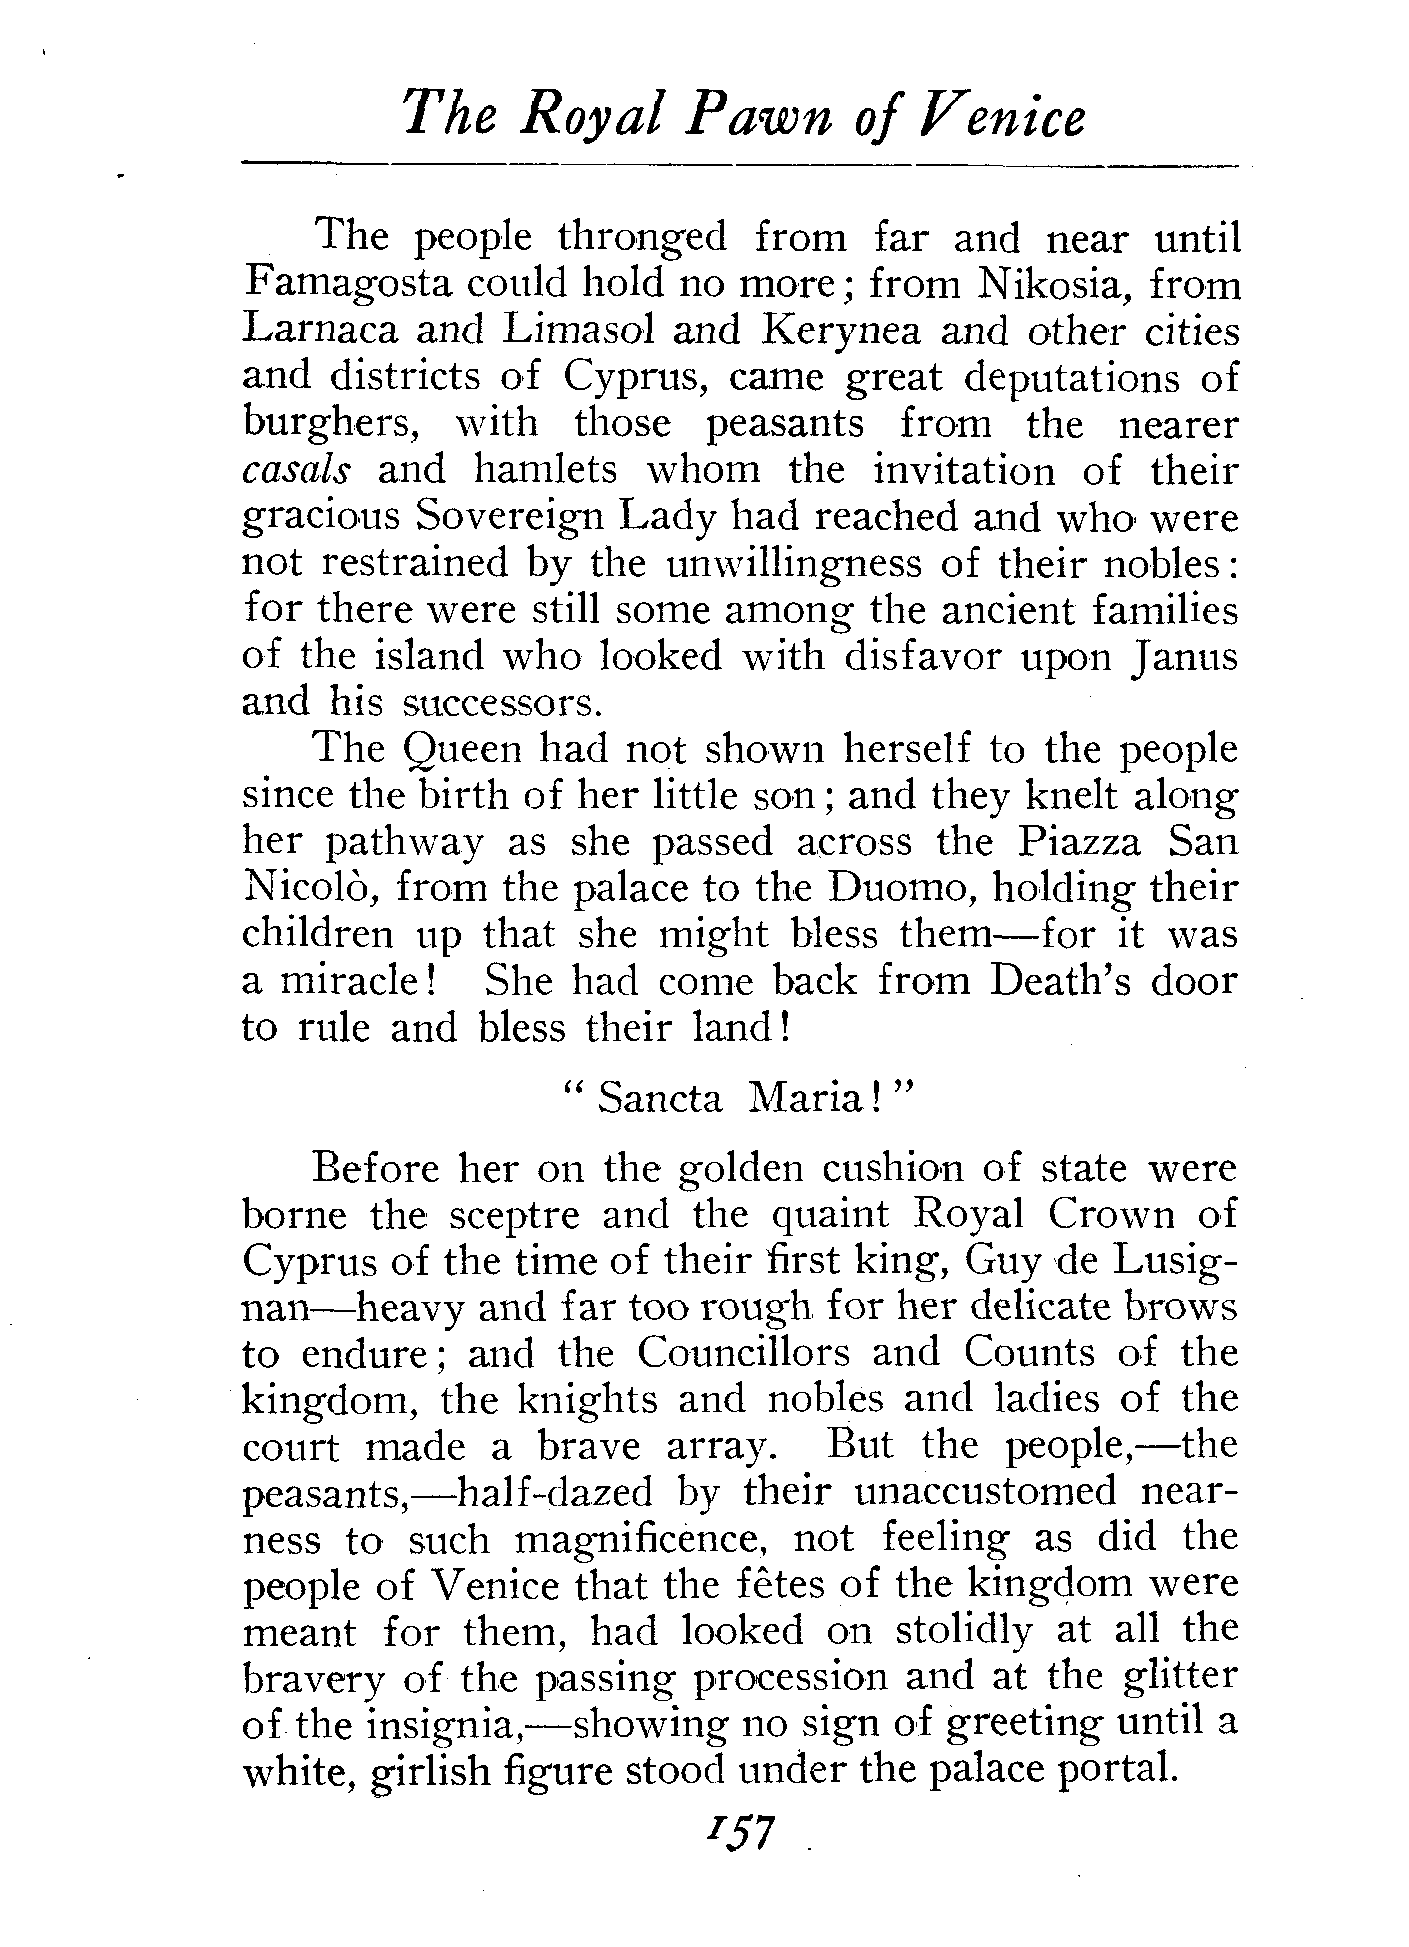 The Royal Pawn of Venice
The people thronged from far and near until
Famagosta could hold no more; from Nikosia, from
Larnaca and Limasol and Kerynea and other cities
and districts of Cyprus, came great deputations of
burghers, with those peasants from the nearer
casals and hamlets whom the invitation of their
gracious Sovereign Lady had reached and who were
not restrained by the unwillingness of their nobles:
for there were still some among the ancient families
of the island who looked with disfavor upon Janus
and his successors.
The Queen had not shown herself to the people
since the birth of her little son; and they knelt along
her pathway as she passed across the Piazza San
Nicolò, from the palace to the Duomo, holding their
children up that she might bless them—for it was
a miracle! She had come back from Death's door
to rule and bless their land!
"Sancta Maria!"
Before her on the golden cushion of state were
borne the sceptre and the quaint Royal Crown of
Cyprus of the time of their first king, Guy de Lusig-
nan—heavy and far too rough for her delicate brows
to endure; and the Councillors and Counts of the
kingdom, the knights and nobles and ladies of the
court made a brave array. But the people,—the
peasants,—half-dazed by their unaccustomed near-
ness to such magnificence, not feeling as did the
people of Venice that the fêtes of the kingdom were
meant for them, had looked on stolidly at all the
bravery of the passing procession and at the glitter
of the insignia,—showing no sign of greeting until a
white, girlish figure stood under the palace portal.
157